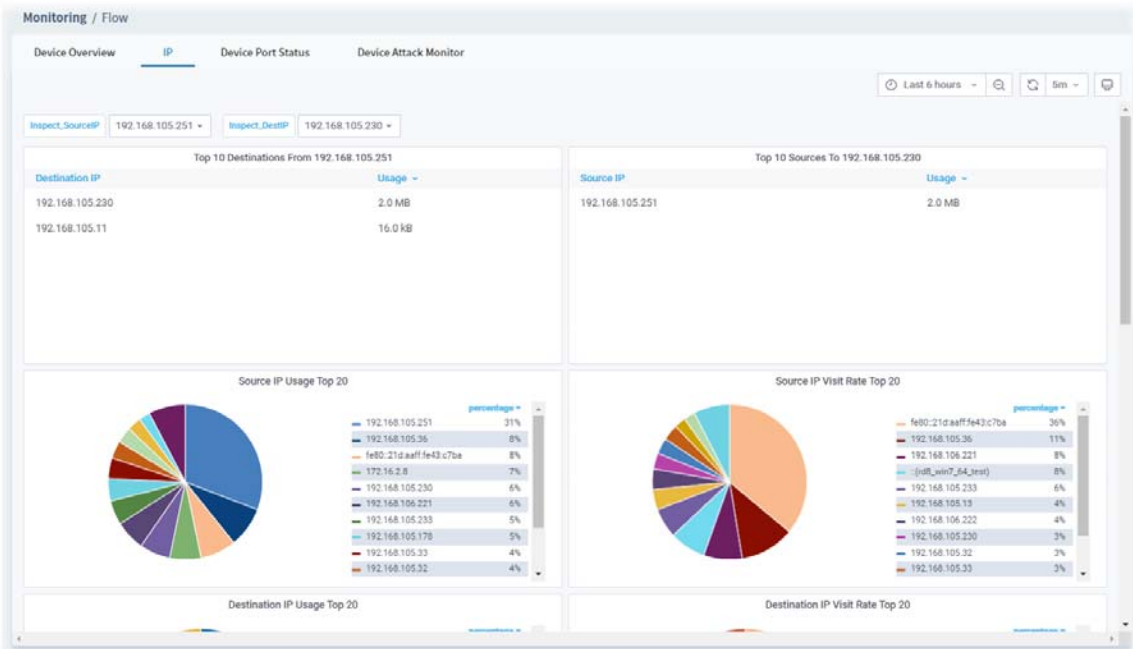 Monitoring / Flow
Device Overview IP Device Port Status Device Attack Monitor
Last 6 hours 5m
Inspect_SourceIP 192.168.105.251 Inspect_DestIP 192.168.105.230
Top 10 Destinations From 192.168.105.251
Destination IP Usage
192.168.105.230 2.0 MB
192.168.105.11 16.0 kB
Top 10 Sources To 192.168.105.230
Source IP Usage
192.168.105.251 2.0 MB
Source IP Usage Top 20
percentage
192.168.105.251 31%
192.168.105.36 8%
fe80::21d:aaff:fe43:c7ba 8%
172.16.2.8 7%
192.168.105.230 6%
192.168.106.221 6%
192.168.105.233 5%
192.168.105.178 5%
192.168.105.33 4%
192.168.105.32 4%
Source IP Visit Rate Top 20
percentage
fe80::21d:aaff:fe43:c7ba 36%
192.168.105.36 11%
192.168.106.221 8%
::(rd8_win7_64_test) 8%
192.168.105.233 6%
192.168.105.13 4%
192.168.106.222 4%
192.168.105.230 3%
192.168.105.32 3%
192.168.105.33 3%
Destination IP Usage Top 20
Destination IP Visit Rate Top 20